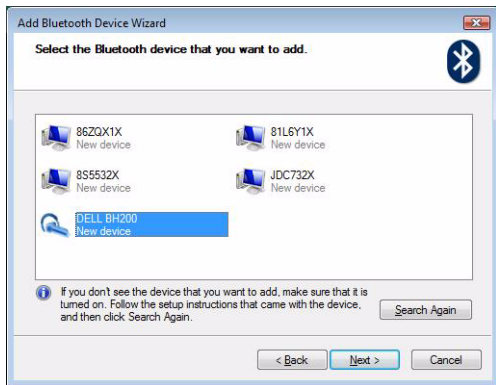 Add Bluetooth Device Wizard
Select the Bluetooth device that you want to add.
86ZQX1X
New device
81L6Y1X
New device
8S5532X
New device
JDC732X
New device
DELL BH200
New device
If you don't see the device that you want to add, make sure that it is
turned on. Follow the setup instructions that came with the device,
and then click Search Again.
Search Again
< Back
Next >
Cancel